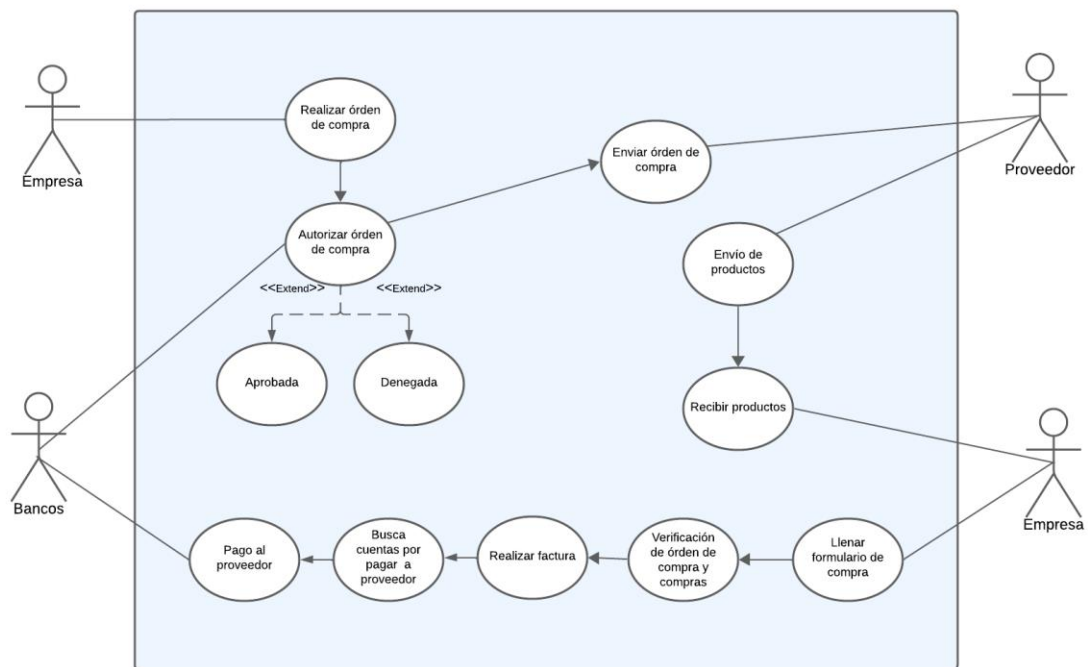 Realizar órden
de compra
Empresa
Enviar órden de
compra
Proveedor
Autorizar órden
de compra
Envío de
productos
<<Extend>>
<<Extend>>
Aprobada
Denegada
Recibir productos
Bancos
Empresa
Pago al
proveedor
Busca
cuentas por
pagar a
proveedor
Realizar factura
Verificación
de órden de
compra y
compras
Llenar
formulario de
compra